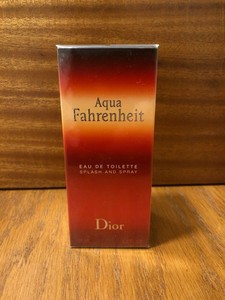 Aqua
Fahrenheit
EAU DE TOILETTE
SPLASH AND SPRAY
Dior